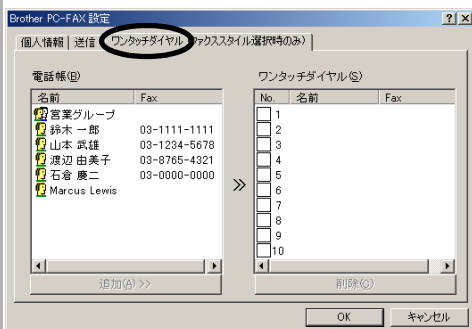 Brother PC-FAX 設定
個人情報 送信 ワンタッチダイヤル ァクススタイル選択時のみ)
電話帳(B)
名前 Fax
営業グループ
鈴木 一郎 03-1111-1111
山本 武雄 03-1234-5678
渡辺 由美子 03-8765-4321
石倉 慶二 03-0000-0000
Marcus Lewis
追加(A) >>
»
ワンタッチダイヤル(S)
No. 名前 Fax
1
2
3
4
5
6
7
8
9
10
削除(C)
OK キャンセル